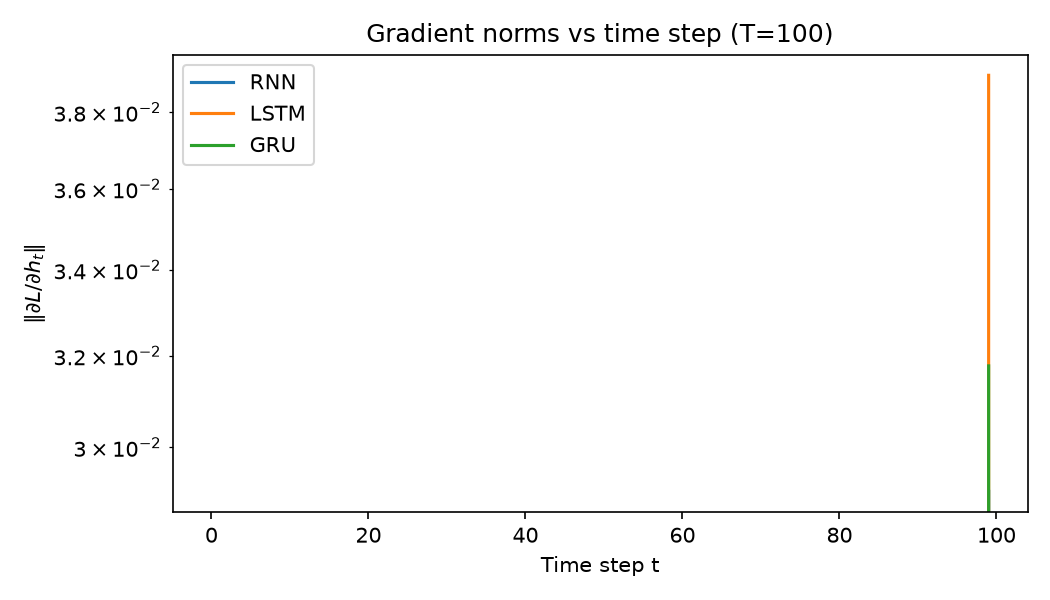 Gradient norms vs time step (T=100)
RNN
LSTM
GRU
3.8 × 10⁻²
3.6 × 10⁻²
3.4 × 10⁻²
3.2 × 10⁻²
3 × 10⁻²
‖∂L/∂hₜ‖
0 20 40 60 80 100
Time step t